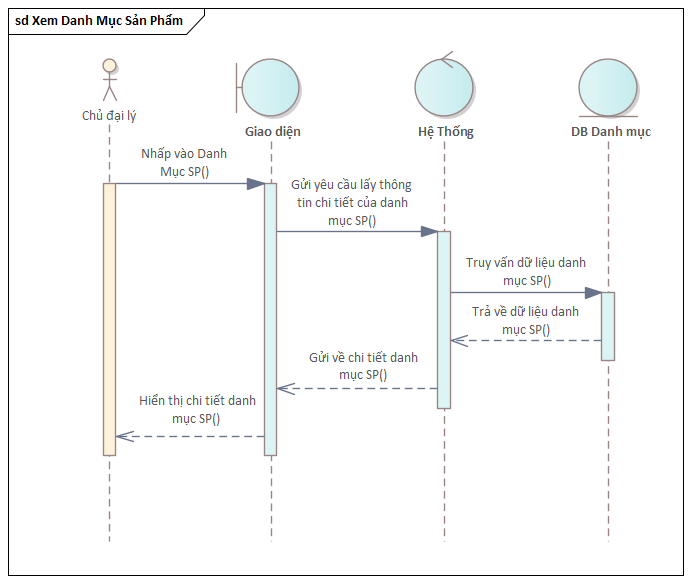 sd Xem Danh Mục Sản Phẩm
Chủ đại lý
Giao diện
Hệ Thống
DB Danh mục
Nhấp vào Danh
Mục SP()
Gửi yêu cầu lấy thông
tin chi tiết của danh
mục SP()
Truy vấn dữ liệu danh
mục SP()
Trả về dữ liệu danh
mục SP()
Gửi về chi tiết danh
mục SP()
Hiển thị chi tiết danh
mục SP()